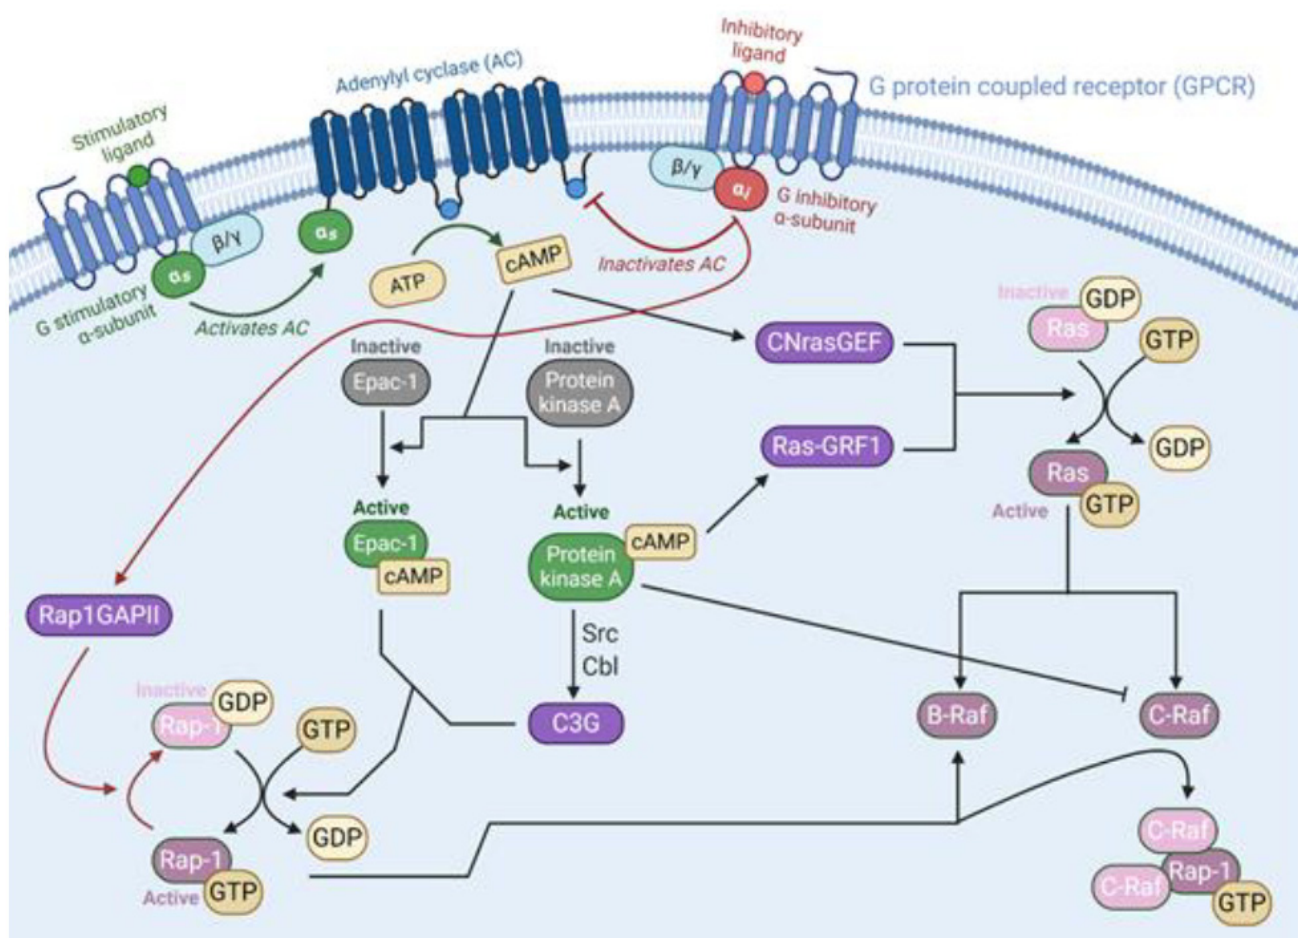 Inhibitory
ligand
Adenylyl cyclase (AC)
G protein coupled receptor (GPCR)
Stimulatory
ligand
β/γ
αi
G inhibitory
α-subunit
β/γ
αs
αs
G stimulatory
α-subunit
Activates AC
ATP
cAMP
Inactivates AC
Inactive
GDP
Ras
GTP
Inactive
Epac-1
Inactive
Protein
kinase A
CNrasGEF
Ras-GRF1
GDP
Ras
GTP
Active
Active
Epac-1
cAMP
Active
cAMP
Protein
kinase A
Rap1GAPII
Src
Cbl
C3G
Inactive
GDP
Rap-1
GTP
B-Raf
C-Raf
GDP
Rap-1
GTP
Active
C-Raf
C-Raf
Rap-1
GTP